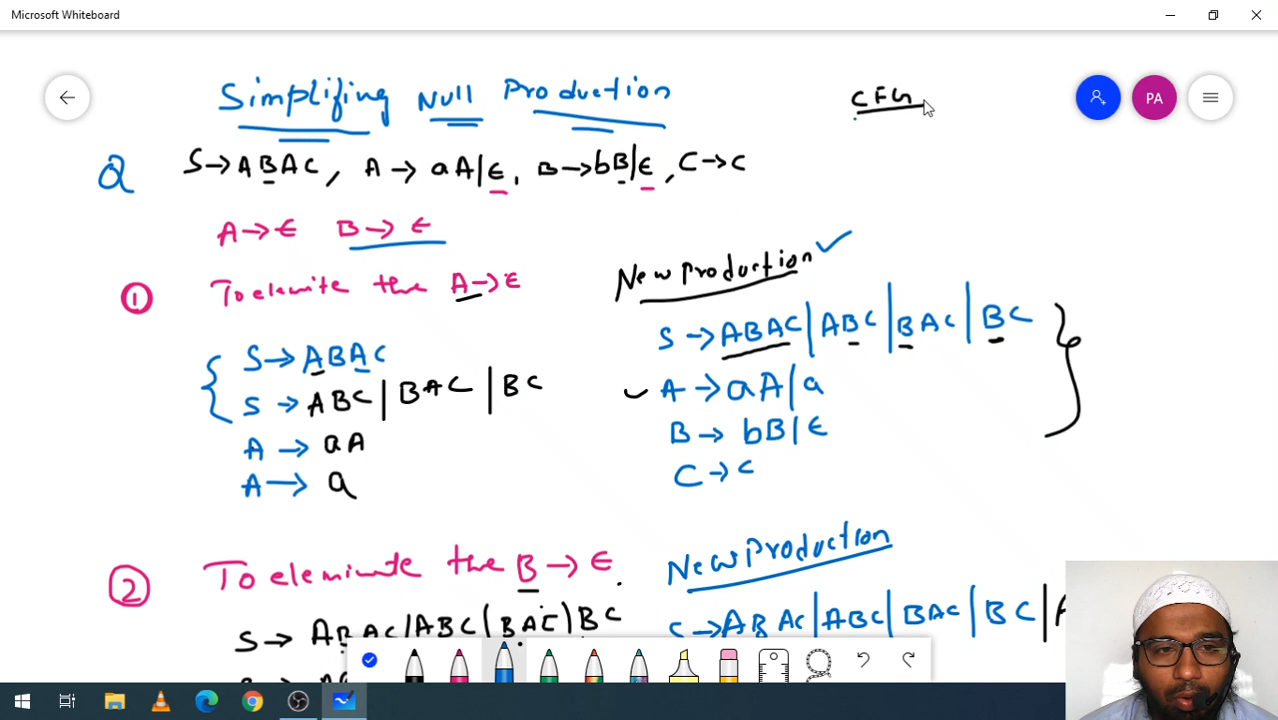 Microsoft Whiteboard
Simplifing Null Production
CFG
PA
Q S→ABAC, A→aA|ϵ, B→bB|ϵ, C→c
A→ϵ B→ϵ
① To elemite the A→ϵ
New production ✓
S→ABAC
S→ABC|BAC|BC
A→aA
A→a
S→ABAC|ABC|BAC|BC
A→aA|a
B→bB|ϵ
C→c
② To eleminate the B→ϵ.
New Production
S→ABAC|ABC|BAC|BC
S→ABAC|ABC|BAC|BC|A